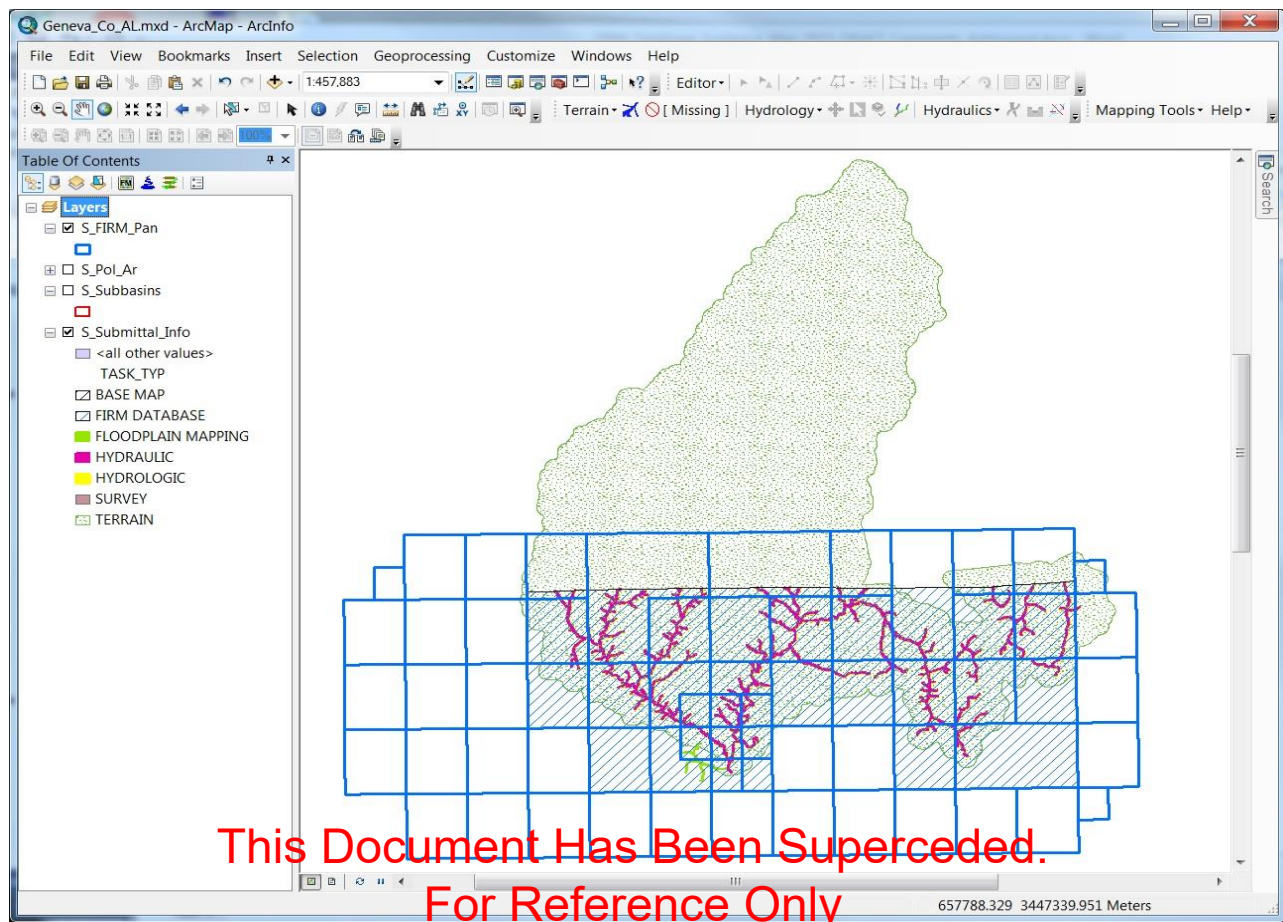 Geneva_Co_AL.mxd - ArcMap - ArcInfo
File Edit View Bookmarks Insert Selection Geoprocessing Customize Windows Help
1:457,883 Editor
Terrain [ Missing ] Hydrology Hydraulics Mapping Tools Help
100%
Table Of Contents
Layers
S_FIRM_Pan
S_Pol_Ar
S_Subbasins
S_Submittal_Info
<all other values>
TASK_TYP
BASE MAP
FIRM DATABASE
FLOODPLAIN MAPPING
HYDRAULIC
HYDROLOGIC
SURVEY
TERRAIN
Search
This Document Has Been Superceded.
For Reference Only
657788.329 3447339.951 Meters